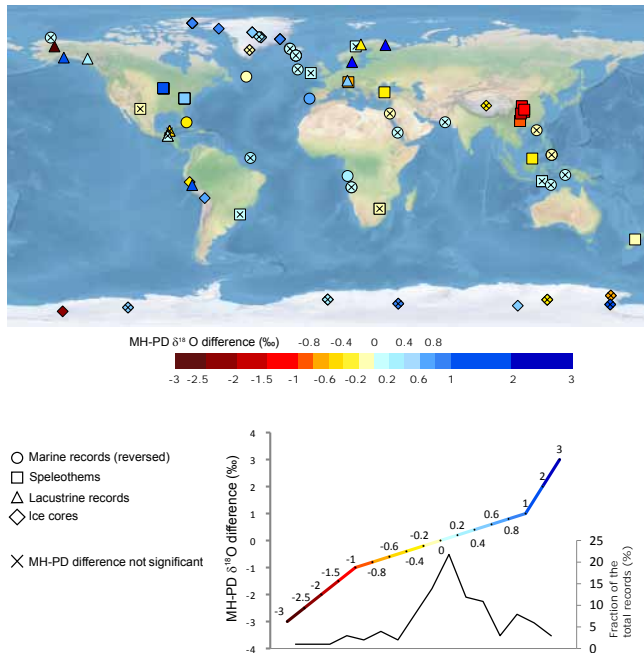 MH-PD δ¹⁸ O difference (‰)
-0.8 -0.4 0 0.4 0.8
-3 -2.5 -2 -1.5 -1 -0.6 -0.2 0.2 0.6 1 2 3
Marine records (reversed)
Speleothems
Lacustrine records
Ice cores
MH-PD difference not significant
MH-PD δ¹⁸O difference (‰)
4
3
2
1
0
-1
-2
-3
-4
-3
-2.5
-2
-1.5
-1
-0.8
-0.6
-0.4
-0.2
0
0.2
0.4
0.6
0.8
1
2
3
25
20
15
10
5
0
Fraction of the
total records (%)